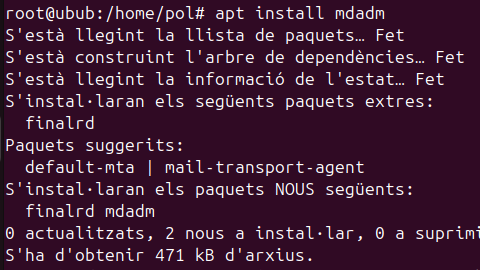 root@ubub:/home/pol# apt install mdadm
S'està llegint la llista de paquets… Fet
S'està construint l'arbre de dependències… Fet
S'està llegint la informació de l'estat… Fet
S'instal·laran els següents paquets extres:
finalrd
Paquets suggerits:
default-mta | mail-transport-agent
S'instal·laran els paquets NOUS següents:
finalrd mdadm
0 actualitzats, 2 nous a instal·lar, 0 a suprimi
S'ha d'obtenir 471 kB d'arxius.